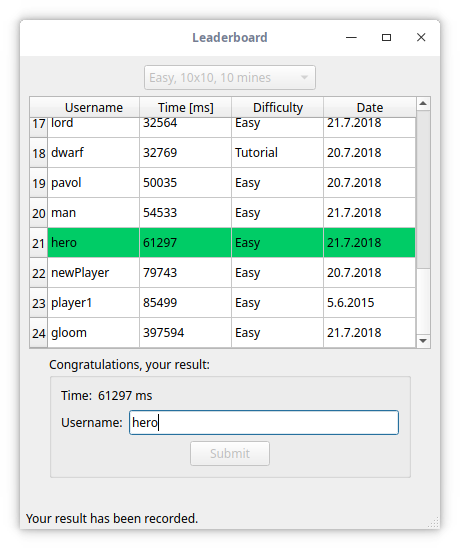 Leaderboard
Easy, 10x10, 10 mines
Username Time [ms] Difficulty Date
17 lord 32564 Easy 21.7.2018
18 dwarf 32769 Tutorial 20.7.2018
19 pavol 50035 Easy 20.7.2018
20 man 54533 Easy 21.7.2018
21 hero 61297 Easy 21.7.2018
22 newPlayer 79743 Easy 20.7.2018
23 player1 85499 Easy 5.6.2015
24 gloom 397594 Easy 21.7.2018
Congratulations, your result:
Time: 61297 ms
Username: hero
Submit
Your result has been recorded.